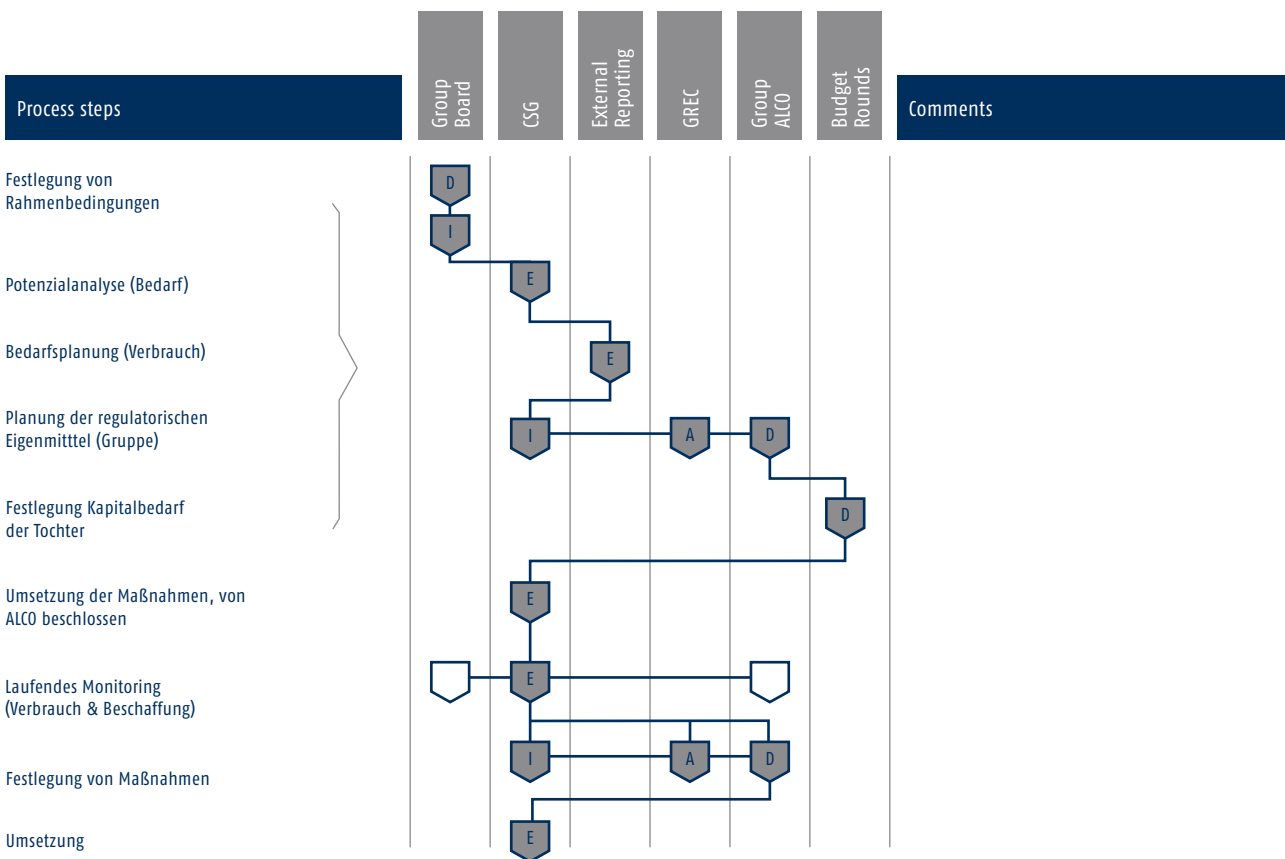 Process steps
Group
Board
CSG
External
Reporting
GREC
Group
ALCO
Budget
Rounds
Comments
Festlegung von
Rahmenbedingungen
D
I
Potenzialanalyse (Bedarf)
E
Bedarfsplanung (Verbrauch)
E
Planung der regulatorischen
Eigenmitttel (Gruppe)
I
A
D
Festlegung Kapitalbedarf
der Tochter
D
Umsetzung der Maßnahmen, von
ALCO beschlossen
E
Laufendes Monitoring
(Verbrauch & Beschaffung)
E
Festlegung von Maßnahmen
I
A
D
Umsetzung
E